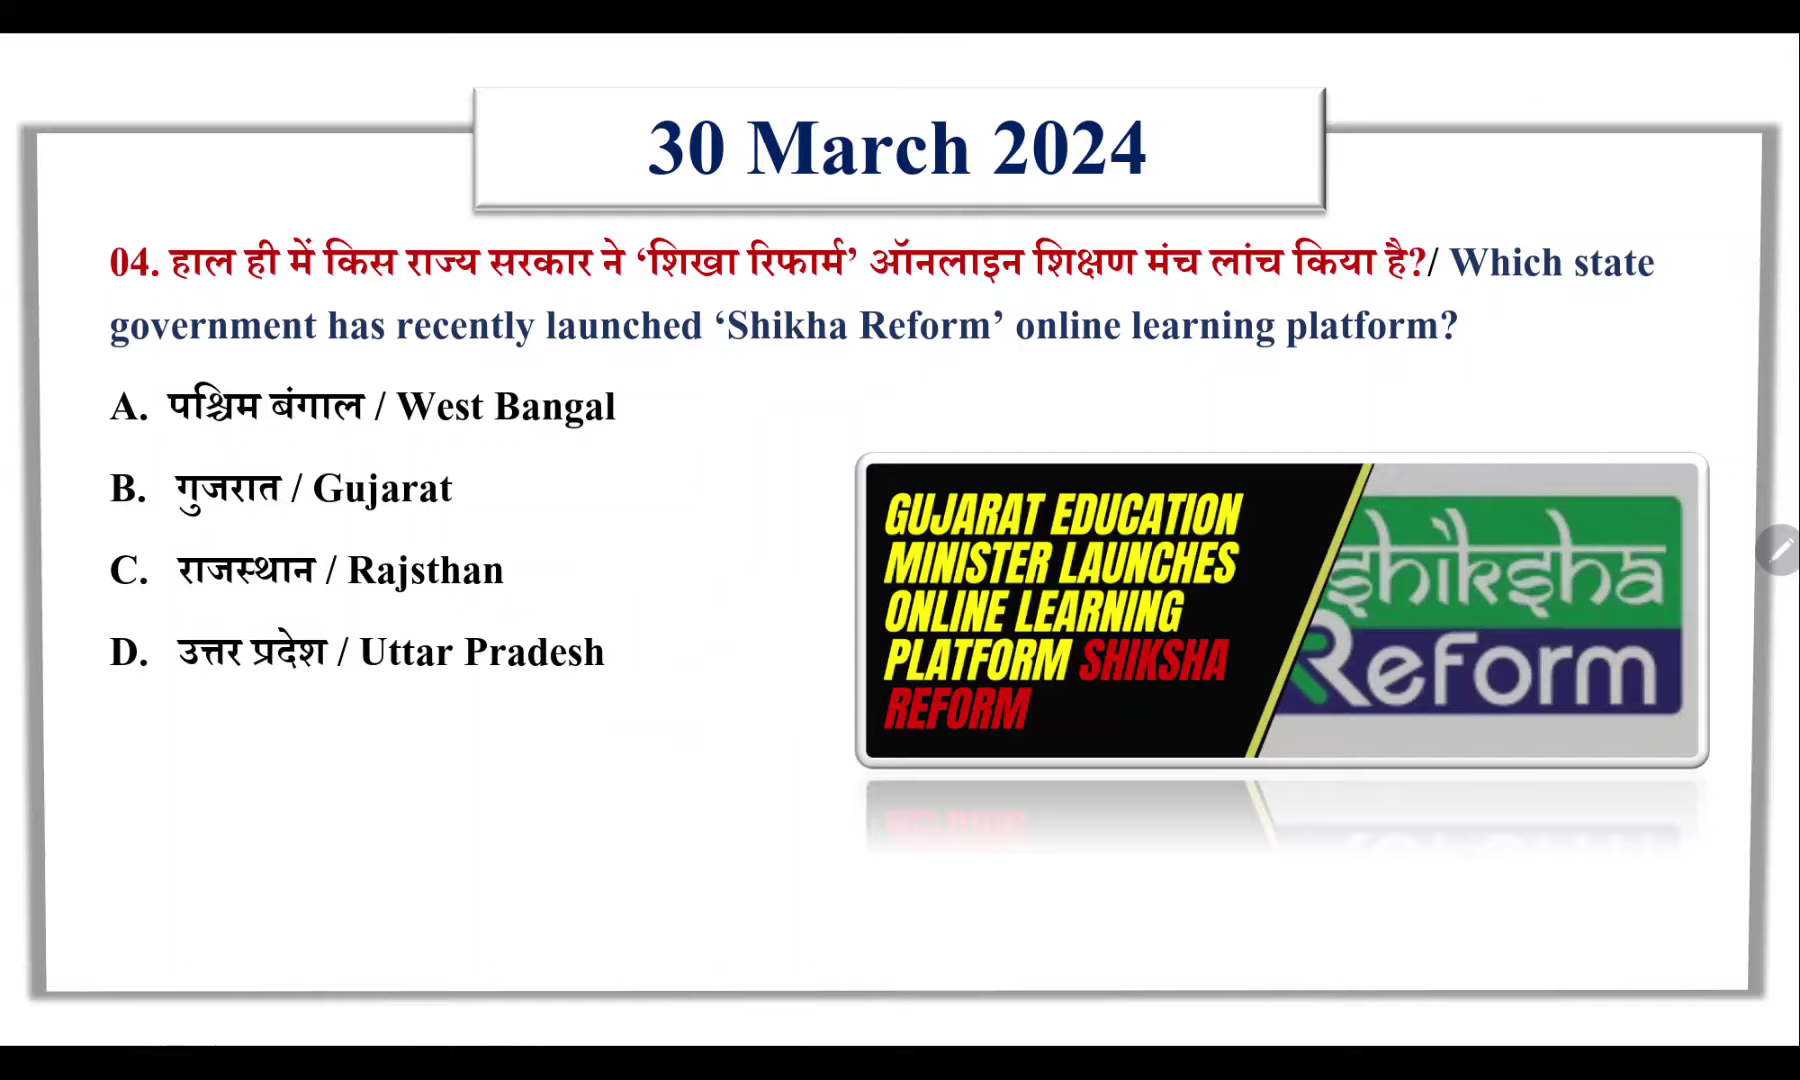 30 March 2024
04. हाल ही में किस राज्य सरकार ने ‘शिखा रिफार्म’ ऑनलाइन शिक्षण मंच लांच किया है?/ Which state
government has recently launched ‘Shikha Reform’ online learning platform?
A. पश्चिम बंगाल / West Bangal
B. गुजरात / Gujarat
C. राजस्थान / Rajsthan
D. उत्तर प्रदेश / Uttar Pradesh
GUJARAT EDUCATION
MINISTER LAUNCHES
ONLINE LEARNING
PLATFORM SHIKSHA
REFORM
shiksha
Reform